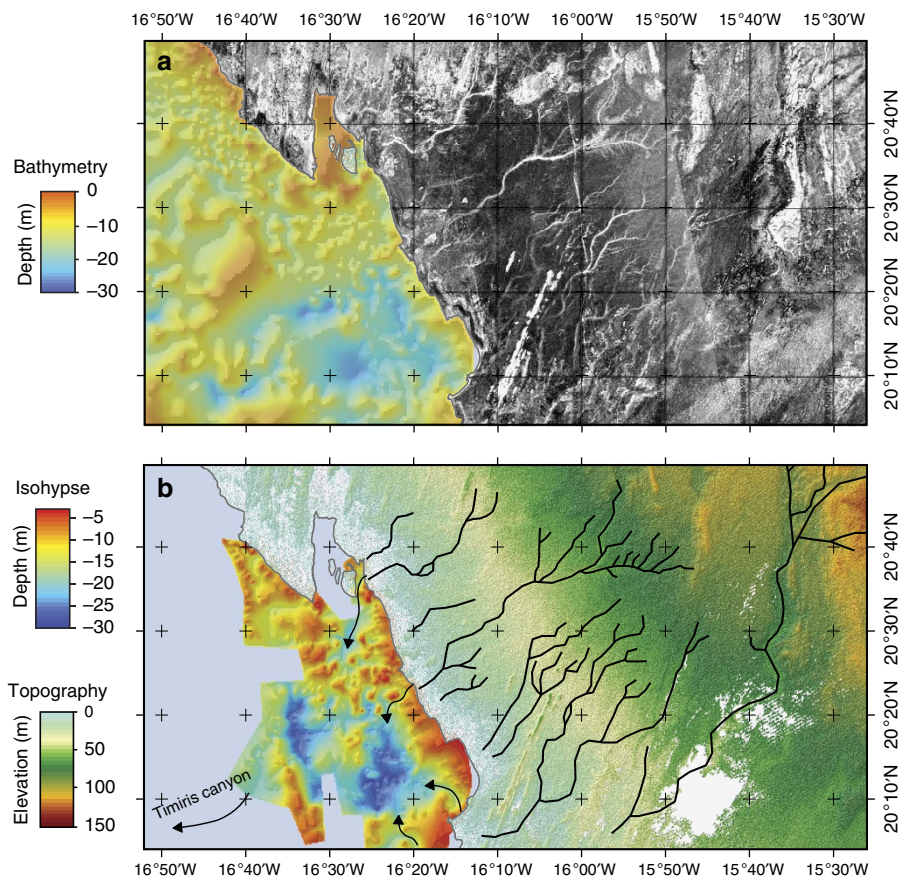 16°50'W 16°40'W 16°30'W 16°20'W 16°10'W 16°00'W 15°50'W 15°40'W 15°30'W
a
Bathymetry
Depth (m)
0
−10
−20
−30
20°40'N
20°30'N
20°20'N
20°10'N
b
Isohypse
Depth (m)
−5
−10
−15
−20
−25
−30
Topography
Elevation (m)
0
50
100
150
Timiris canyon
20°40'N
20°30'N
20°20'N
20°10'N
16°50'W 16°40'W 16°30'W 16°20'W 16°10'W 16°00'W 15°50'W 15°40'W 15°30'W